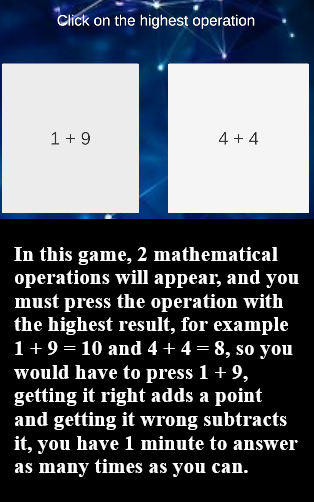 Click on the highest operation
1 + 9
4 + 4
In this game, 2 mathematical
operations will appear, and you
must press the operation with
the highest result, for example
1 + 9 = 10 and 4 + 4 = 8, so you
would have to press 1 + 9,
getting it right adds a point
and getting it wrong subtracts
it, you have 1 minute to answer
as many times as you can.